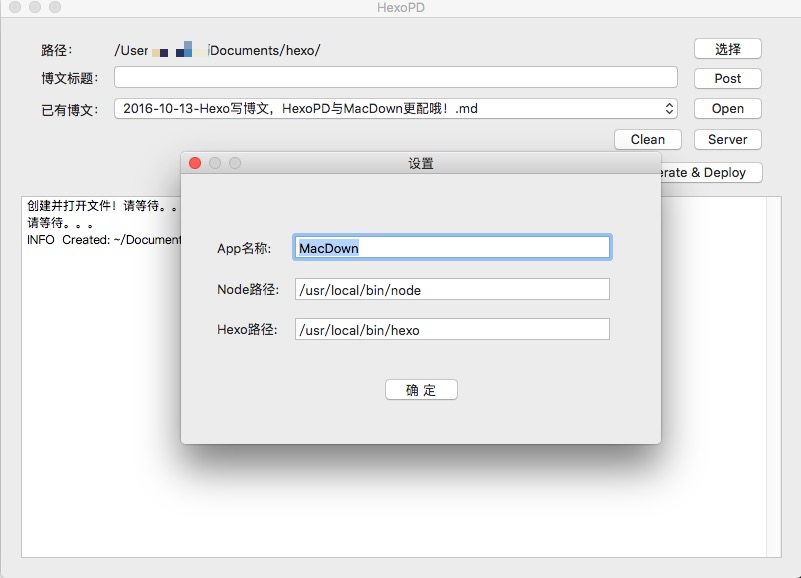 HexoPD
路径： /User Documents/hexo/ 选择
博文标题： Post
已有博文： 2016-10-13-Hexo写博文，HexoPD与MacDown更配哦！.md Open
Clean Server
设置
erate & Deploy
创建并打开文件！请等待。。
请等待。。。
INFO Created: ~/Document
App名称: MacDown
Node路径: /usr/local/bin/node
Hexo路径: /usr/local/bin/hexo
确 定